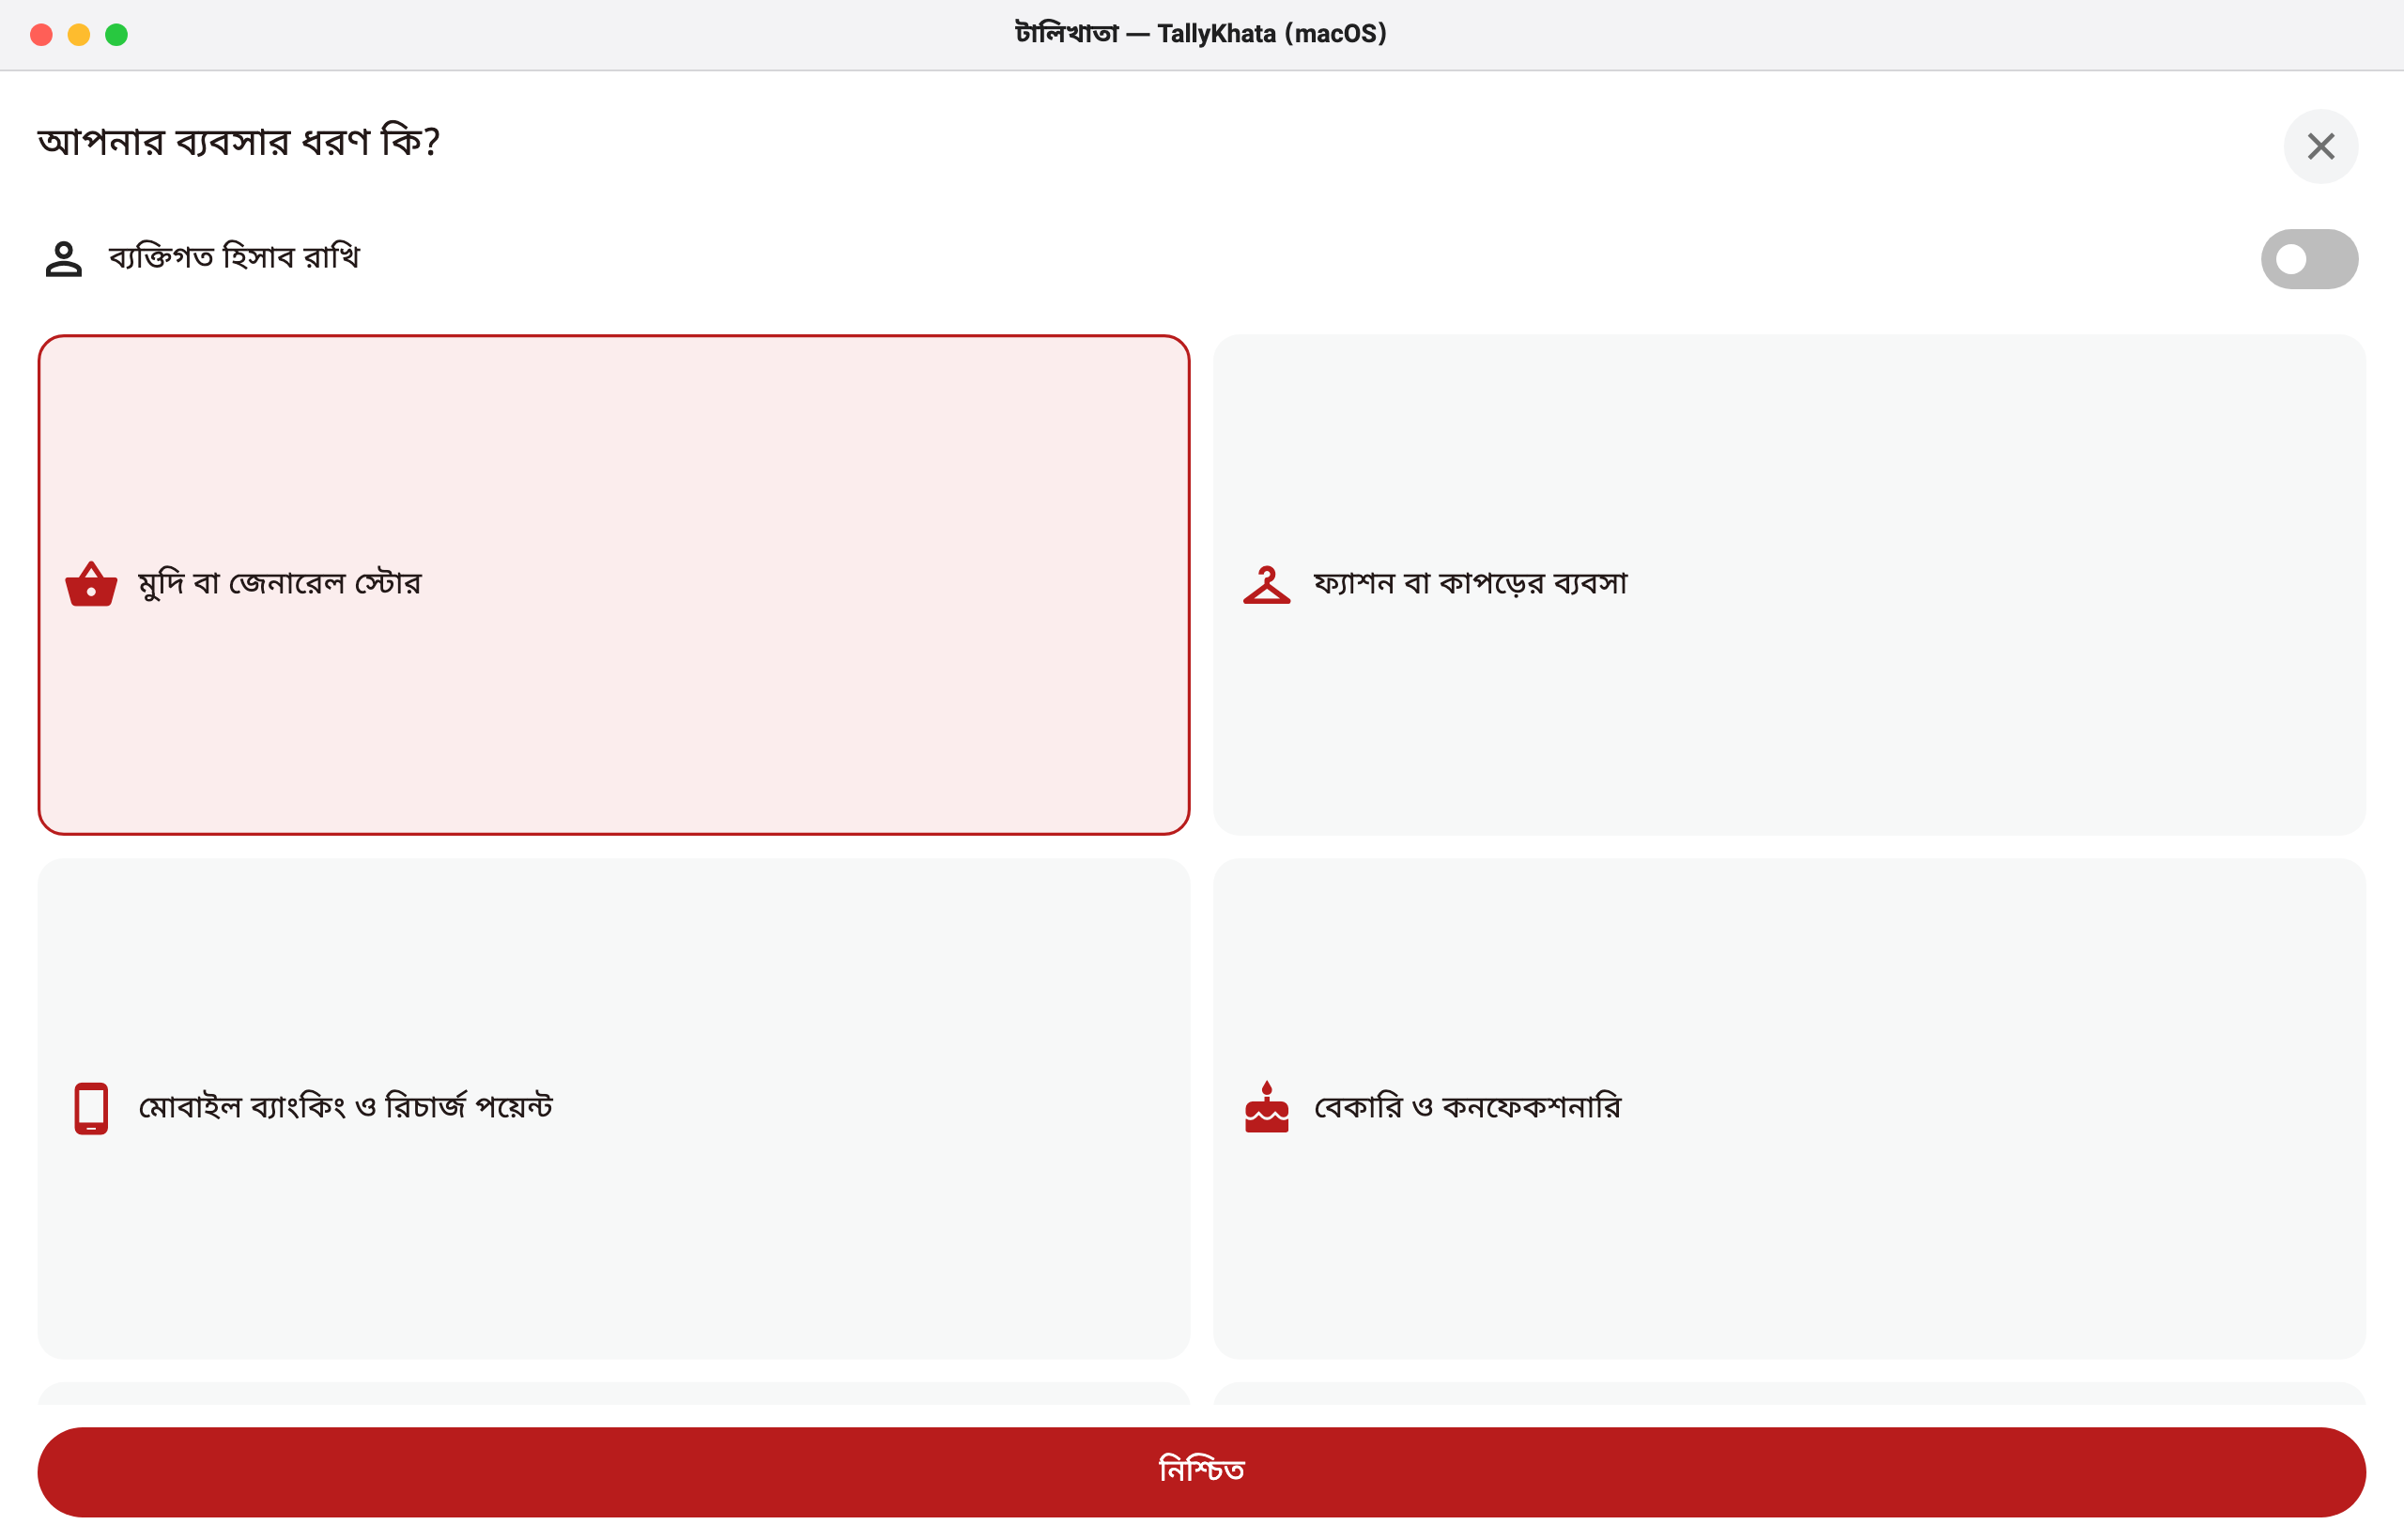 টালিখাতা — TallyKhata (macOS)
আপনার ব্যবসার ধরণ কি?
ব্যক্তিগত হিসাব রাখি
মুদি বা জেনারেল স্টোর
ফ্যাশন বা কাপড়ের ব্যবসা
মোবাইল ব্যাংকিং ও রিচার্জ পয়েন্ট
বেকারি ও কনফেকশনারি
নিশ্চিত